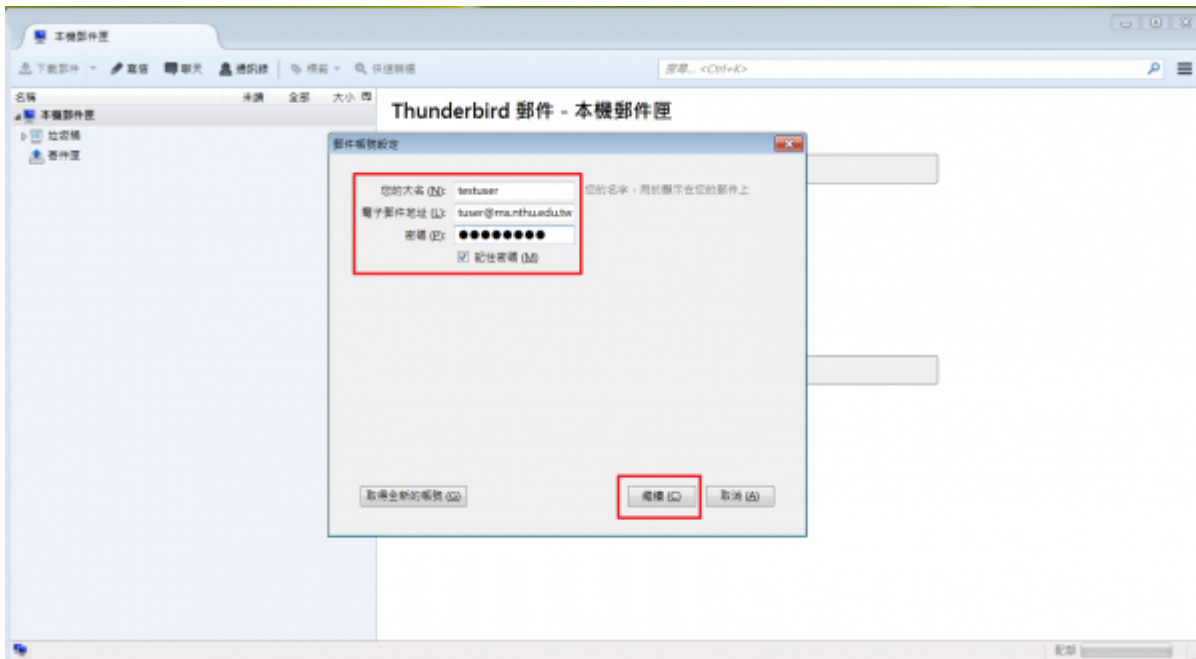 本機郵件匣
下載郵件 寫信 聊天 通訊錄 標籤 快速篩選 搜尋... <Ctrl+K>
名稱 未讀 全部 大小
本機郵件匣
垃圾桶
寄件匣
Thunderbird 郵件 - 本機郵件匣
郵件帳號設定
您的大名 (N): testuser 您的名字，用於顯示在您的郵件上
電子郵件地址 (L): tuser@mx.nthu.edu.tw
密碼 (P): ●●●●●●●●
記住密碼 (M)
取得全新的帳號 (G) 繼續 (C) 取消 (A)